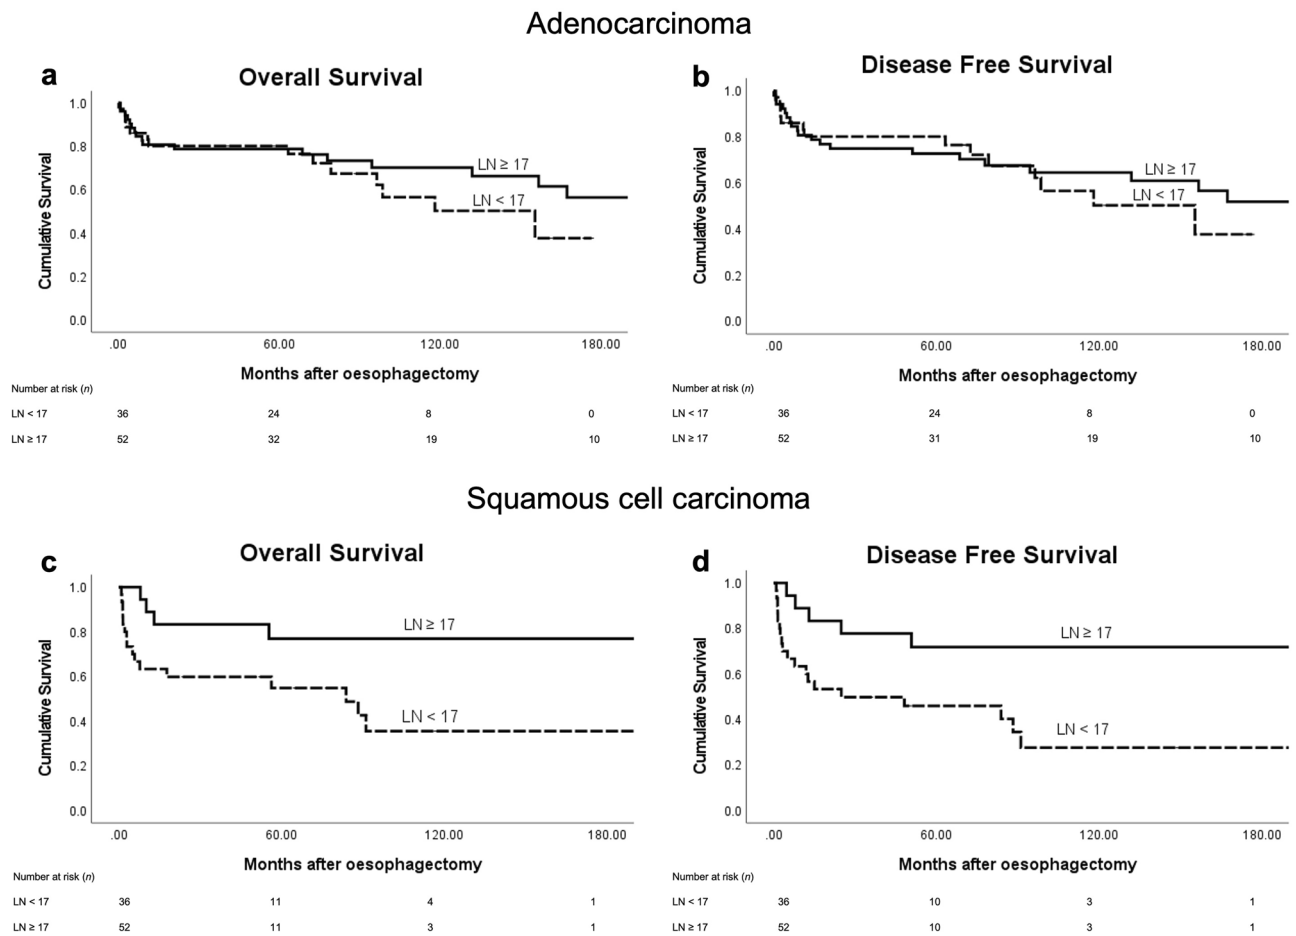 Adenocarcinoma
a
Overall Survival
Cumulative Survival
1.0
0.8
0.6
0.4
0.2
0.0
LN ≥ 17
LN < 17
.00 60.00 120.00 180.00
Months after oesophagectomy
Number at risk (n)
LN < 17 36 24 8 0
LN ≥ 17 52 32 19 10
b
Disease Free Survival
Cumulative Survival
1.0
0.8
0.6
0.4
0.2
0.0
LN ≥ 17
LN < 17
.00 60.00 120.00 180.00
Months after oesophagectomy
Number at risk (n)
LN < 17 36 24 8 0
LN ≥ 17 52 31 19 10
Squamous cell carcinoma
c
Overall Survival
Cumulative Survival
1.0
0.8
0.6
0.4
0.2
0.0
LN ≥ 17
LN < 17
.00 60.00 120.00 180.00
Months after oesophagectomy
Number at risk (n)
LN < 17 36 11 4 1
LN ≥ 17 52 11 3 1
d
Disease Free Survival
Cumulative Survival
1.0
0.8
0.6
0.4
0.2
0.0
LN ≥ 17
LN < 17
.00 60.00 120.00 180.00
Months after oesophagectomy
Number at risk (n)
LN < 17 36 10 3 1
LN ≥ 17 52 10 3 1